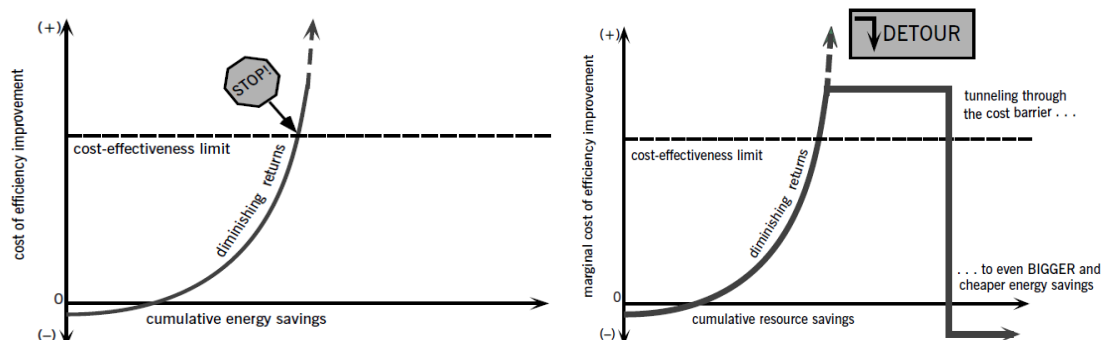 (+)
cost of efficiency improvement
STOP!
cost-effectiveness limit
diminishing returns
0
cumulative energy savings
(–)
(+)
marginal cost of efficiency improvement
DETOUR
tunneling through
the cost barrier . . .
cost-effectiveness limit
diminishing returns
. . . to even BIGGER and
cheaper energy savings
0
cumulative resource savings
(–)